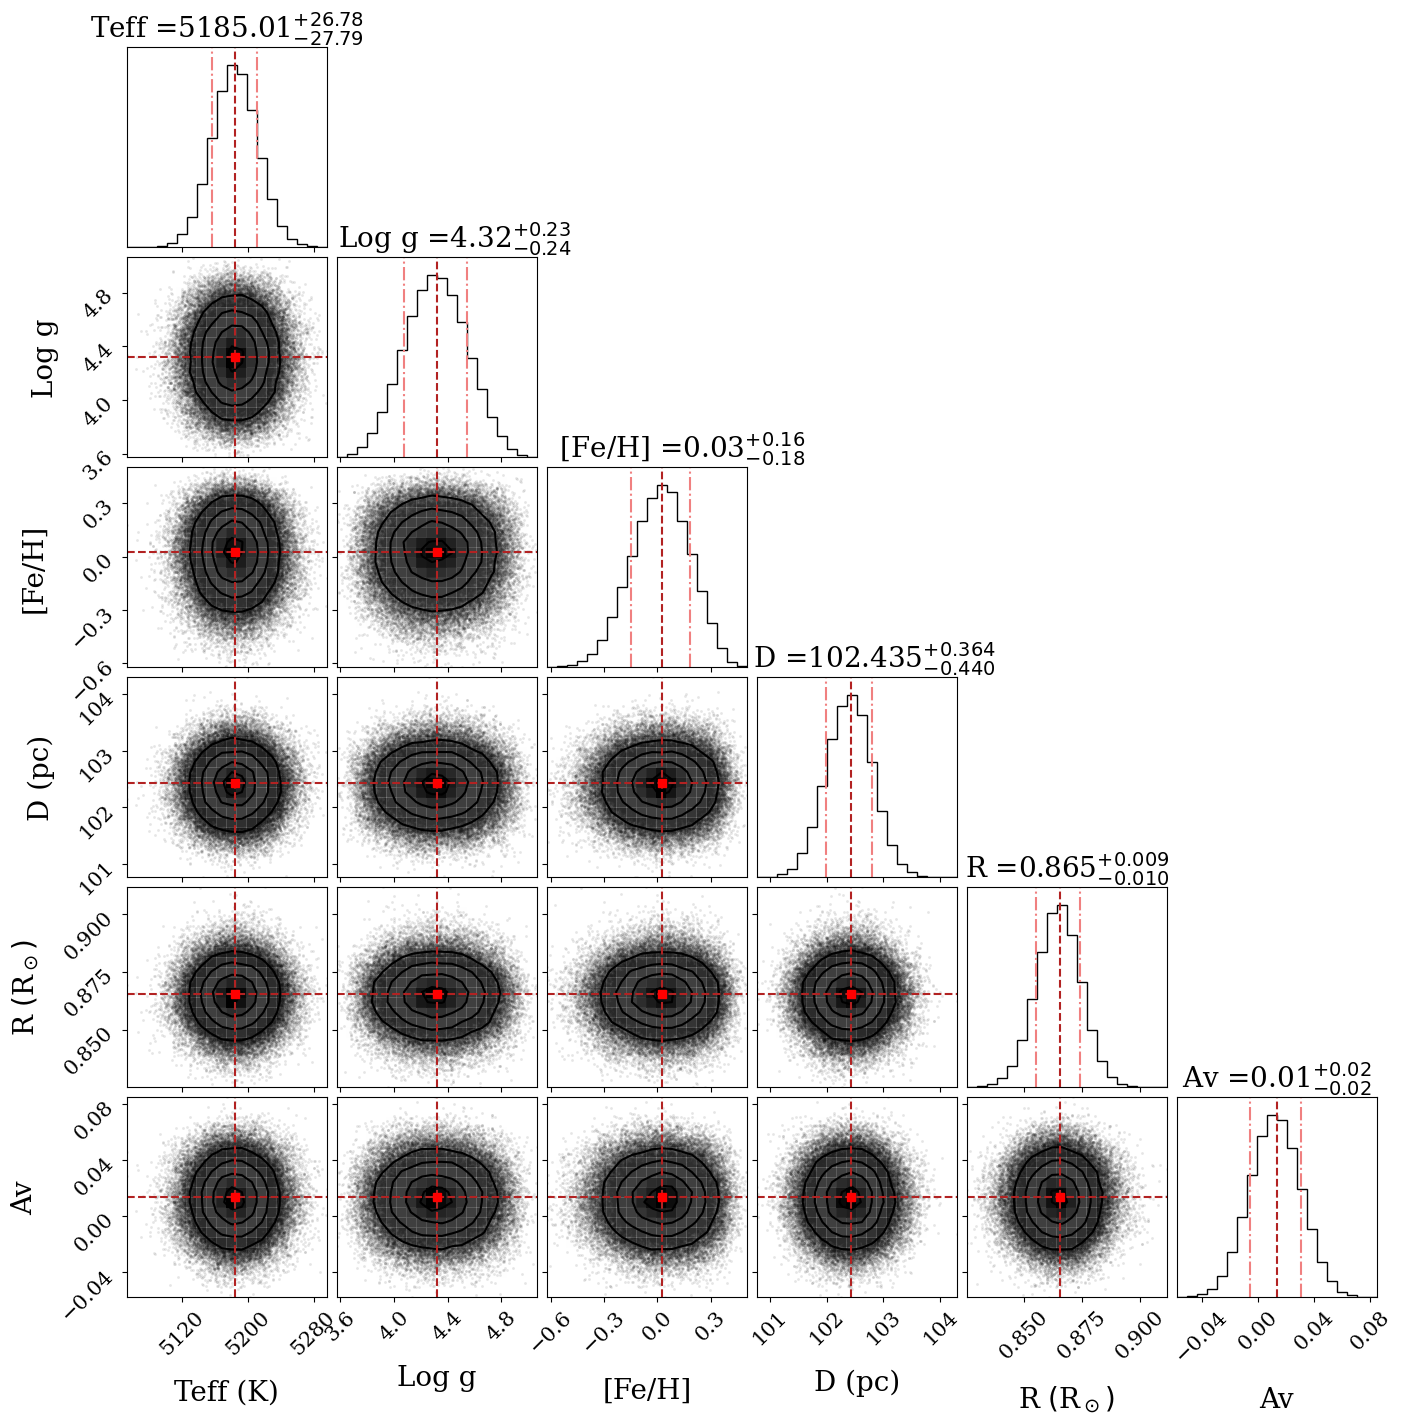 Teff =5185.01+26.78 −27.79
Log g =4.32+0.23 −0.24
[Fe/H] =0.03+0.16 −0.18
D =102.435+0.364 −0.440
R =0.865+0.009 −0.010
Av =0.01+0.02 −0.02
Log g
4.8
4.4
4.0
3.6
[Fe/H]
0.3
0.0
−0.3
−0.6
D (pc)
104
103
102
101
R (R⊙)
0.900
0.875
0.850
Av
0.08
0.04
0.00
−0.04
5120 5200 5280
3.6 4.0 4.4 4.8
−0.6 −0.3 0.0 0.3
101 102 103 104
0.850 0.875 0.900
−0.04 0.00 0.04 0.08
Teff (K)
Log g
[Fe/H]
D (pc)
R (R⊙)
Av